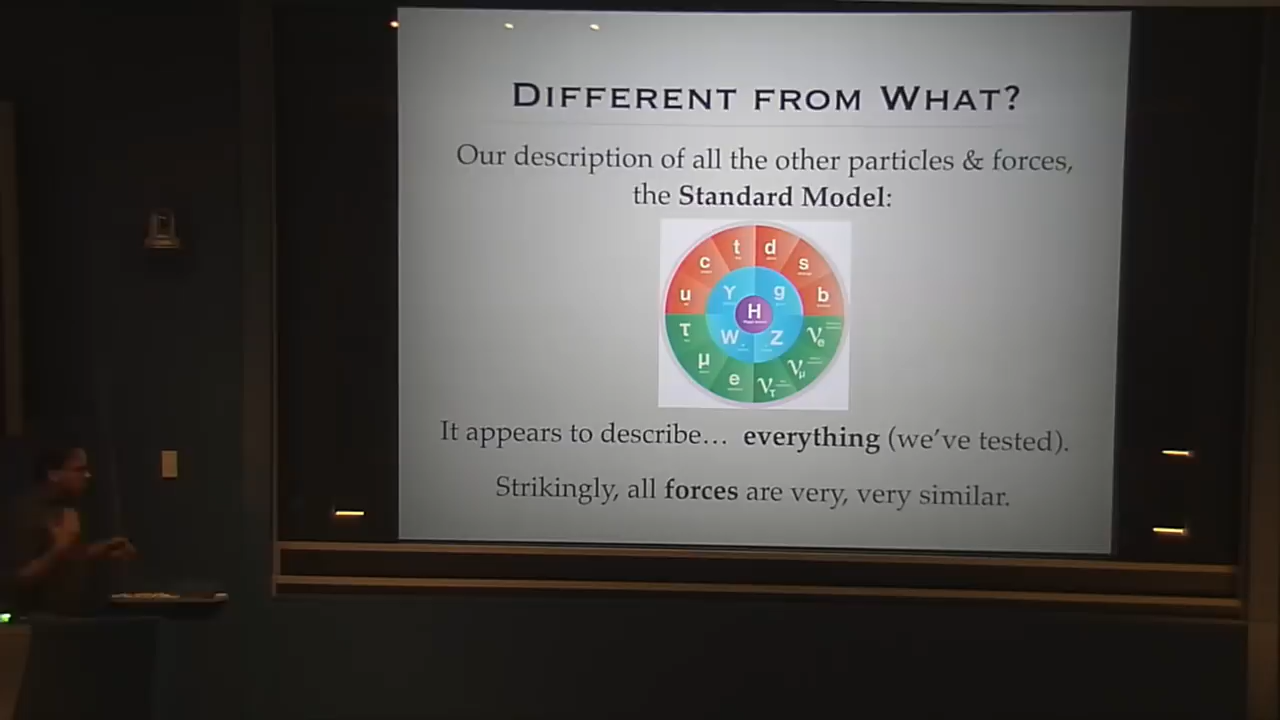 DIFFERENT FROM WHAT?
Our description of all the other particles & forces,
the Standard Model:
t d
c s
u γ g b
H
τ W Z νe
μ νμ
e ντ
It appears to describe… everything (we've tested).
Strikingly, all forces are very, very similar.